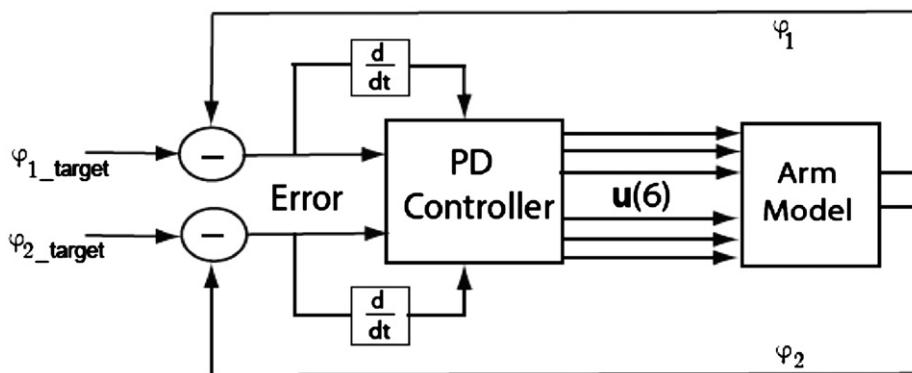 φ1
d
dt
φ1_target
−
PD
Controller
Error
u(6)
Arm
Model
φ2_target
−
d
dt
φ2